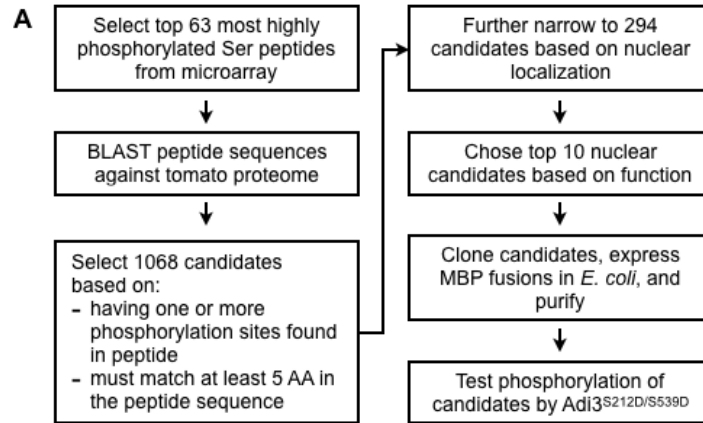 A
Select top 63 most highly
phosphorylated Ser peptides
from microarray
BLAST peptide sequences
against tomato proteome
Select 1068 candidates
based on:
- having one or more
phosphorylation sites found
in peptide
- must match at least 5 AA in
the peptide sequence
Further narrow to 294
candidates based on nuclear
localization
Chose top 10 nuclear
candidates based on function
Clone candidates, express
MBP fusions in E. coli, and
purify
Test phosphorylation of
candidates by Adi3S212D/S539D